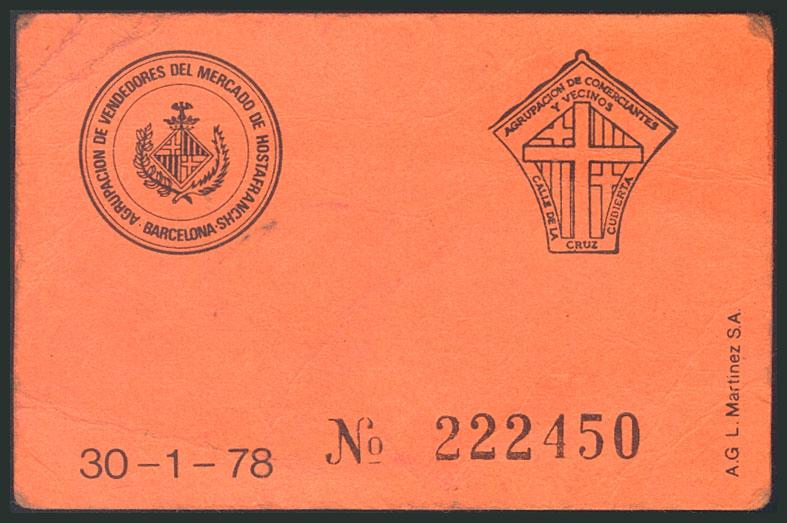 AGRUPACION DE VENDEDORES DEL MERCADO DE HOSTAFRANCHS · BARCELONA ·
AGRUPACION DE COMERCIANTES
Y VECINOS
CALLE DE LA
CRUZ
CUBIERTA
30-1-78
No 222450
A.G L. Martinez S.A.